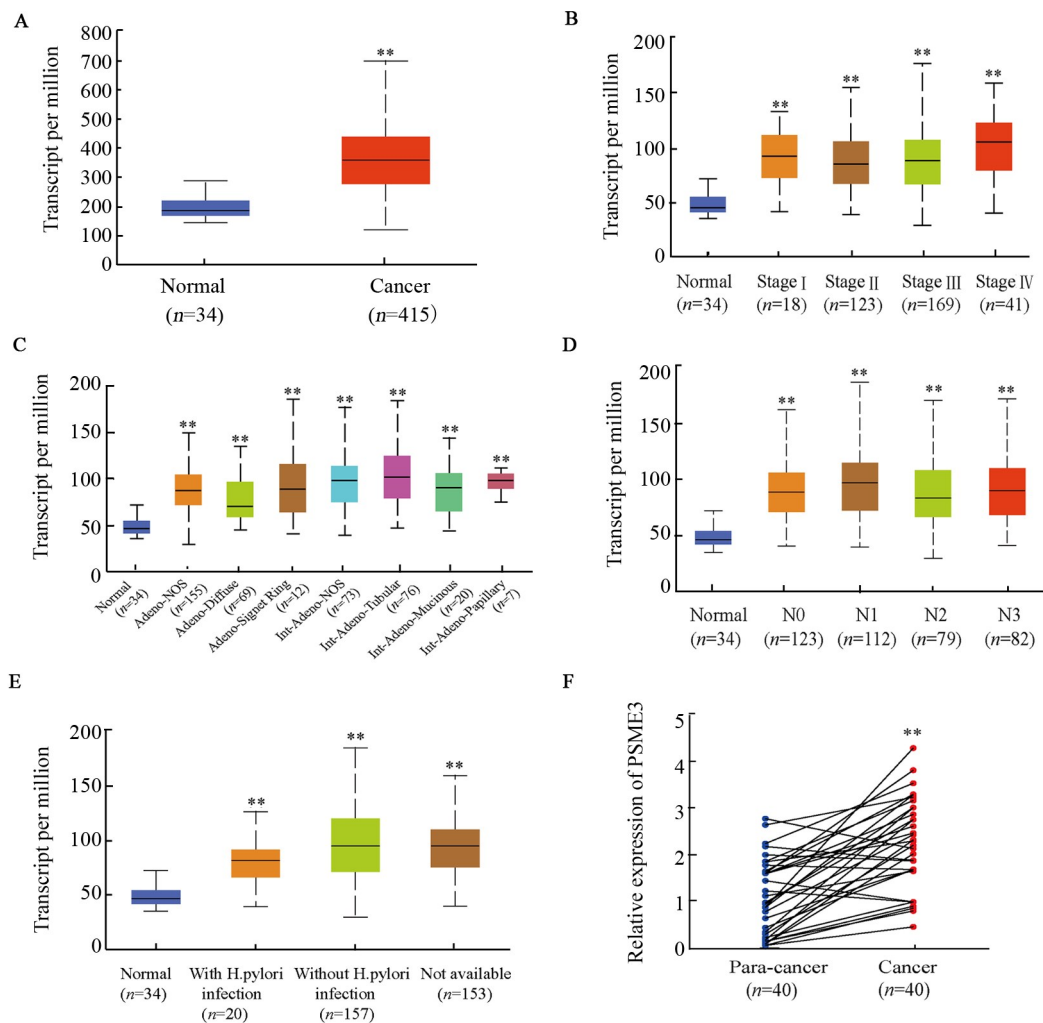 A
Transcript per million
800
700
600
500
400
300
200
100
0
**
Normal
Cancer
(n=34)
(n=415)
B
Transcript per million
200
150
100
50
0
**
**
**
**
Normal
Stage Ⅰ
Stage Ⅱ
Stage Ⅲ
Stage Ⅳ
(n=34)
(n=18)
(n=123)
(n=169)
(n=41)
C
Transcript per million
200
150
100
50
0
**
**
**
**
**
**
**
Normal
(n=34)
Adeno-NOS
(n=155)
Adeno-Diffuse
(n=69)
Adeno-Signet Ring
(n=12)
Int-Adeno-NOS
(n=73)
Int-Adeno-Tubular
(n=76)
Int-Adeno-Mucinous
(n=20)
Int-Adeno-Papillary
(n=7)
D
Transcript per million
200
150
100
50
0
**
**
**
**
Normal
N0
N1
N2
N3
(n=34)
(n=123)
(n=112)
(n=79)
(n=82)
E
Transcript per million
200
150
100
50
0
**
**
**
Normal
(n=34)
With H.pylori
infection
(n=20)
Without H.pylori
infection
(n=157)
Not available
(n=153)
F
Relative expression of PSME3
5
4
3
2
1
0
**
Para-cancer
Cancer
(n=40)
(n=40)